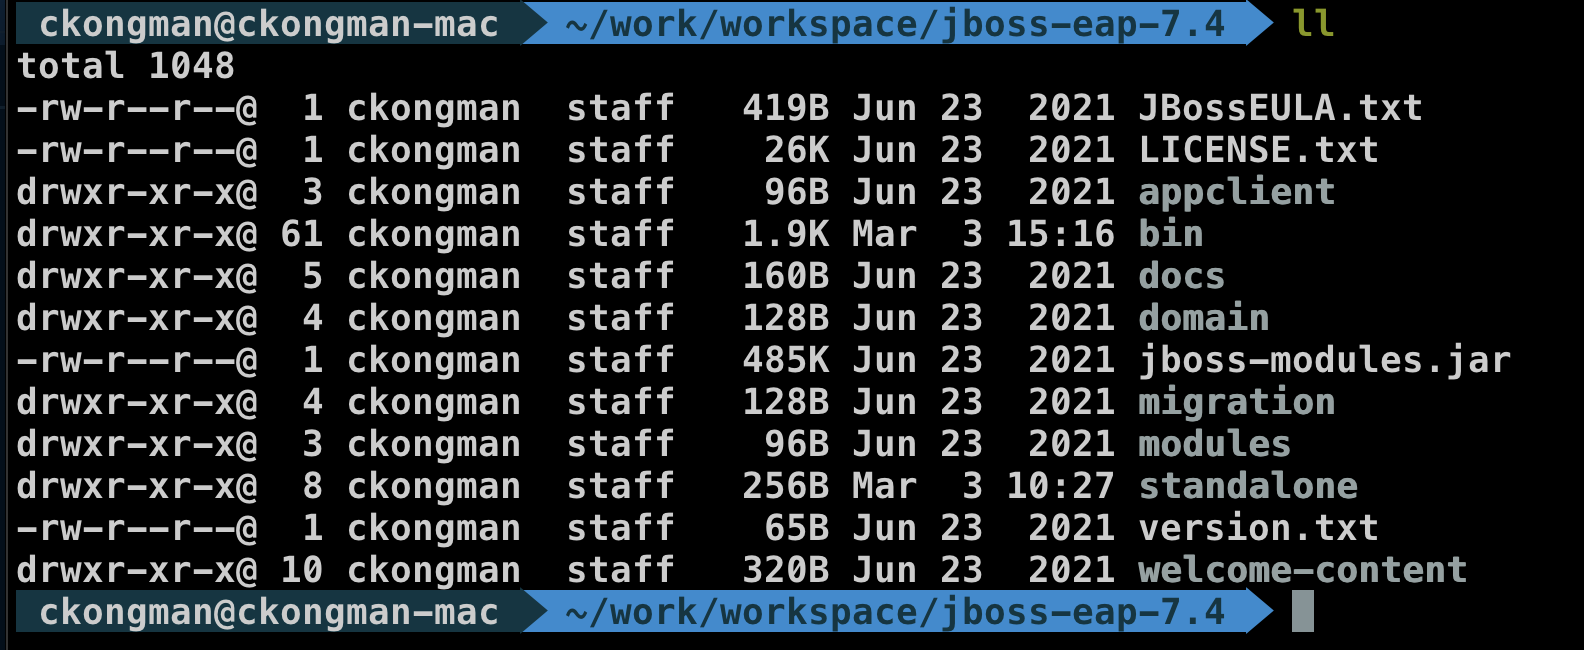 ckongman@ckongman-mac ~/work/workspace/jboss-eap-7.4 ll
total 1048
-rw-r--r--@  1 ckongman  staff   419B Jun 23  2021 JBossEULA.txt
-rw-r--r--@  1 ckongman  staff    26K Jun 23  2021 LICENSE.txt
drwxr-xr-x@  3 ckongman  staff    96B Jun 23  2021 appclient
drwxr-xr-x@ 61 ckongman  staff   1.9K Mar  3 15:16 bin
drwxr-xr-x@  5 ckongman  staff   160B Jun 23  2021 docs
drwxr-xr-x@  4 ckongman  staff   128B Jun 23  2021 domain
-rw-r--r--@  1 ckongman  staff   485K Jun 23  2021 jboss-modules.jar
drwxr-xr-x@  4 ckongman  staff   128B Jun 23  2021 migration
drwxr-xr-x@  3 ckongman  staff    96B Jun 23  2021 modules
drwxr-xr-x@  8 ckongman  staff   256B Mar  3 10:27 standalone
-rw-r--r--@  1 ckongman  staff    65B Jun 23  2021 version.txt
drwxr-xr-x@ 10 ckongman  staff   320B Jun 23  2021 welcome-content
ckongman@ckongman-mac ~/work/workspace/jboss-eap-7.4